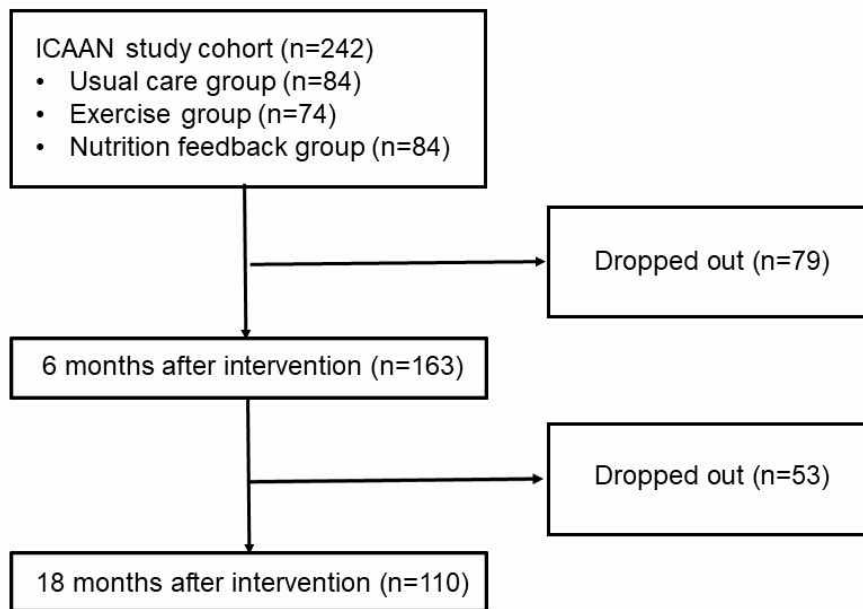 ICAAN study cohort (n=242)
• Usual care group (n=84)
• Exercise group (n=74)
• Nutrition feedback group (n=84)
Dropped out (n=79)
6 months after intervention (n=163)
Dropped out (n=53)
18 months after intervention (n=110)